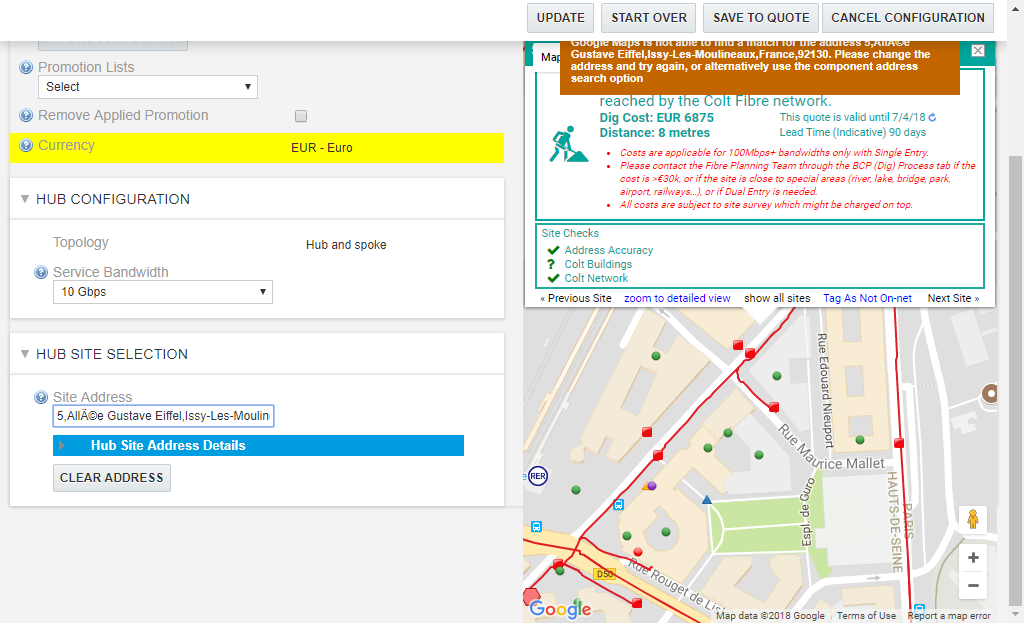 UPDATE
START OVER
SAVE TO QUOTE
CANCEL CONFIGURATION
Promotion Lists
Select
Remove Applied Promotion
Currency
EUR - Euro
HUB CONFIGURATION
Topology
Hub and spoke
Service Bandwidth
10 Gbps
HUB SITE SELECTION
Site Address
5,AllÃ©e Gustave Eiffel,Issy-Les-Moulin
Hub Site Address Details
CLEAR ADDRESS
Map
Google Maps is not able to find a match for the address 5,AllÃ©e
Gustave Eiffel,Issy-Les-Moulineaux,France,92130. Please change the
address and try again, or alternatively use the component address
search option
reached by the Colt Fibre network.
Dig Cost: EUR 6875
Distance: 8 metres
This quote is valid until 7/4/18
Lead Time (Indicative) 90 days
• Costs are applicable for 100Mbps+ bandwidths only with Single Entry.
• Please contact the Fibre Planning Team through the BCP (Dig) Process tab if the
cost is >€30k, or if the site is close to special areas (river, lake, bridge, park,
airport, railways...), or if Dual Entry is needed.
• All costs are subject to site survey which might be charged on top.
Site Checks
Address Accuracy
? Colt Buildings
Colt Network
« Previous Site
zoom to detailed view
show all sites
Tag As Not On-net
Next Site »
Rue Edouard Nieuport
Rue Maurice Mallet
RER
Espl. de Guro
HAUTS-DE-SEINE
PARIS
D50
Rue Rouget de Lis
+
−
Google
Map data ©2018 Google
Terms of Use
Report a map error